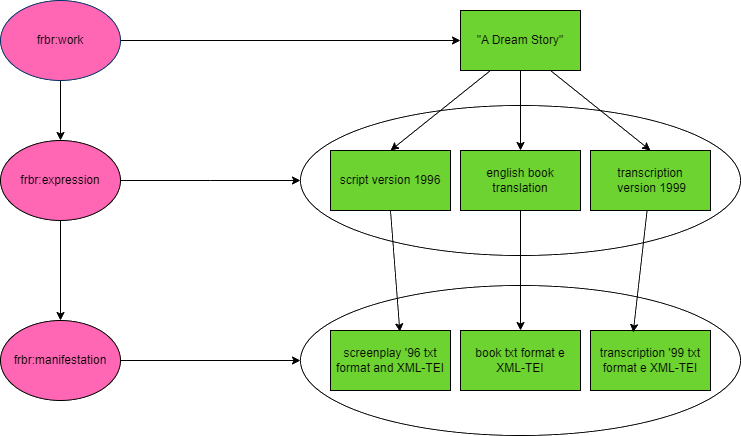 frbr:work
"A Dream Story"
frbr:expression
script version 1996
english book
translation
transcription
version 1999
frbr:manifestation
screenplay '96 txt
format and XML-TEI
book txt format e
XML-TEI
transcription '99 txt
format e XML-TEI